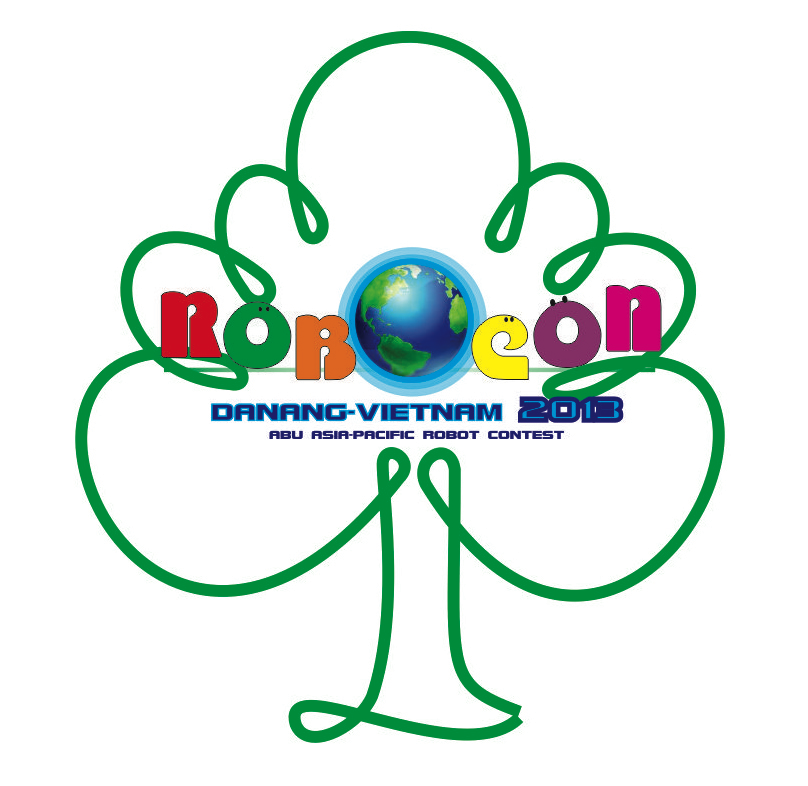 ROBOCON
DANANG-VIETNAM 2013
ABU ASIA-PACIFIC ROBOT CONTEST